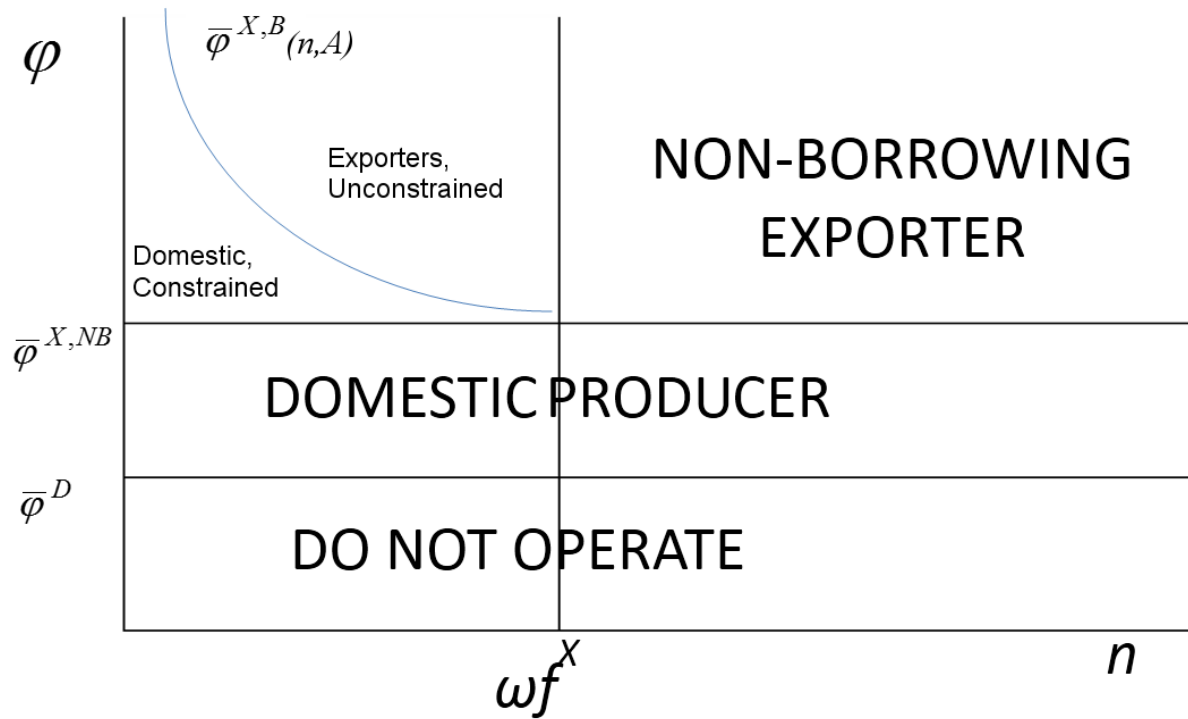 φ
φ̅ X,B (n,A)
Exporters,
Unconstrained
NON-BORROWING
EXPORTER
Domestic,
Constrained
φ̅ X,NB
DOMESTIC PRODUCER
φ̅ D
DO NOT OPERATE
ωf X
n